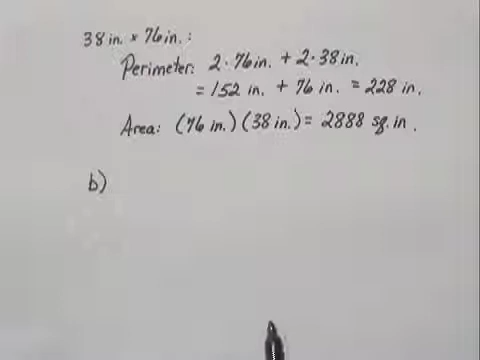 38 in. × 76 in. :
Perimeter: 2 · 76 in. + 2 · 38 in.
= 152 in. + 76 in. = 228 in.
Area: (76 in.) (38 in.) = 2888 sq. in.
b)